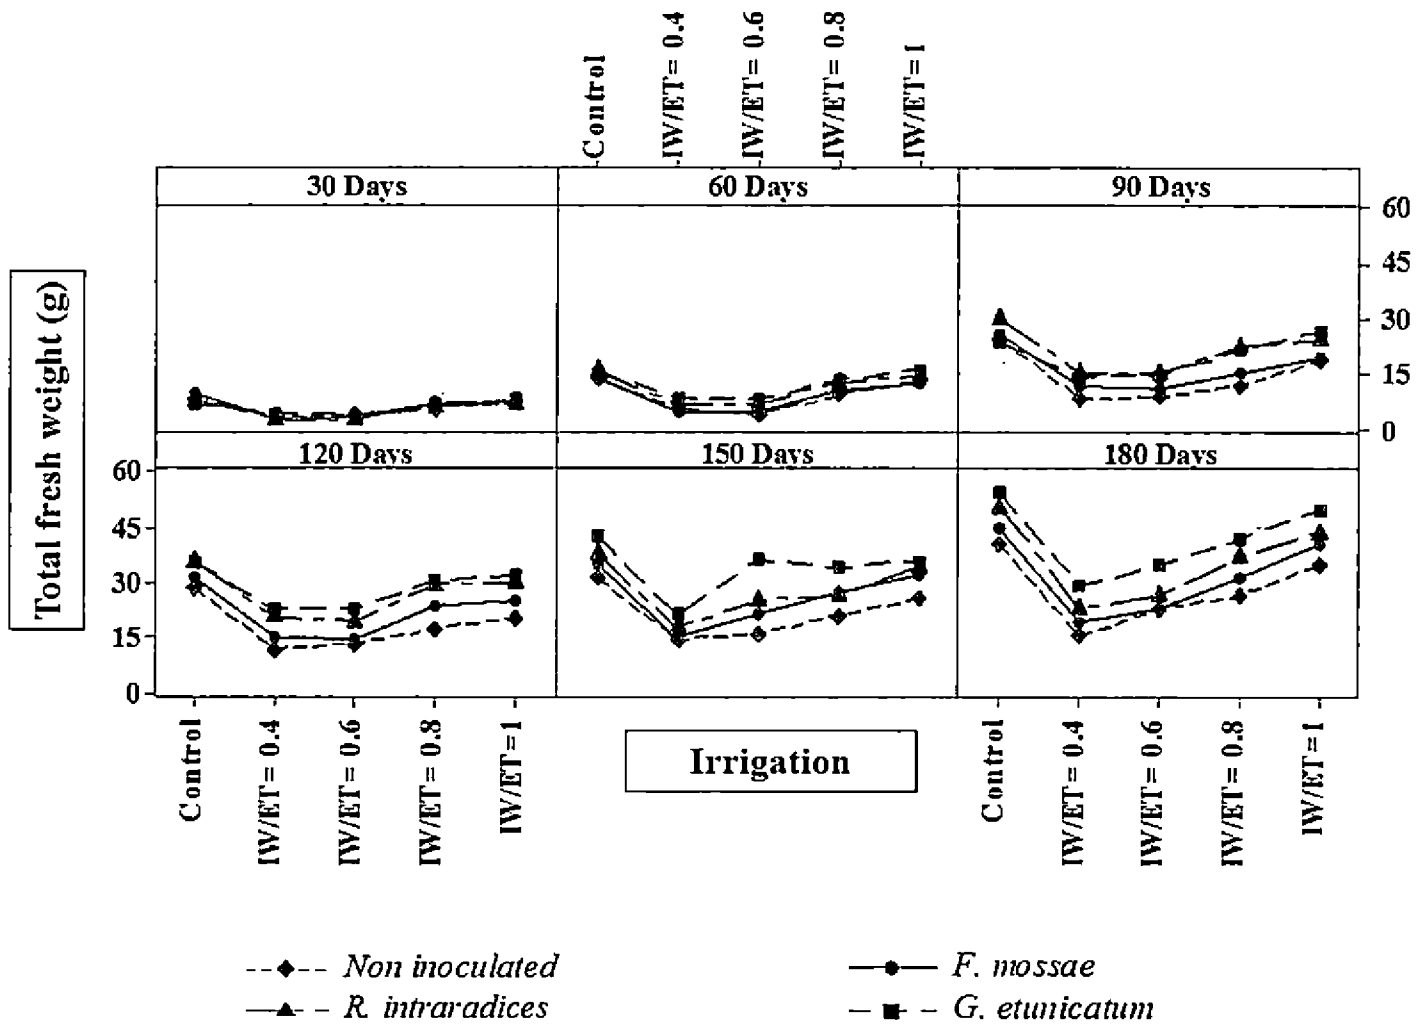 Control
IW/ET= 0.4
IW/ET= 0.6
IW/ET= 0.8
IW/ET= 1
30 Days
60 Days
90 Days
60
45
30
15
0
Total fresh weight (g)
120 Days
150 Days
180 Days
60
45
30
15
0
Control
IW/ET= 0.4
IW/ET= 0.6
IW/ET= 0.8
IW/ET= 1
Irrigation
Control
IW/ET= 0.4
IW/ET= 0.6
IW/ET= 0.8
IW/ET= 1
Non inoculated
F. mossae
R. intraradices
G. etunicatum